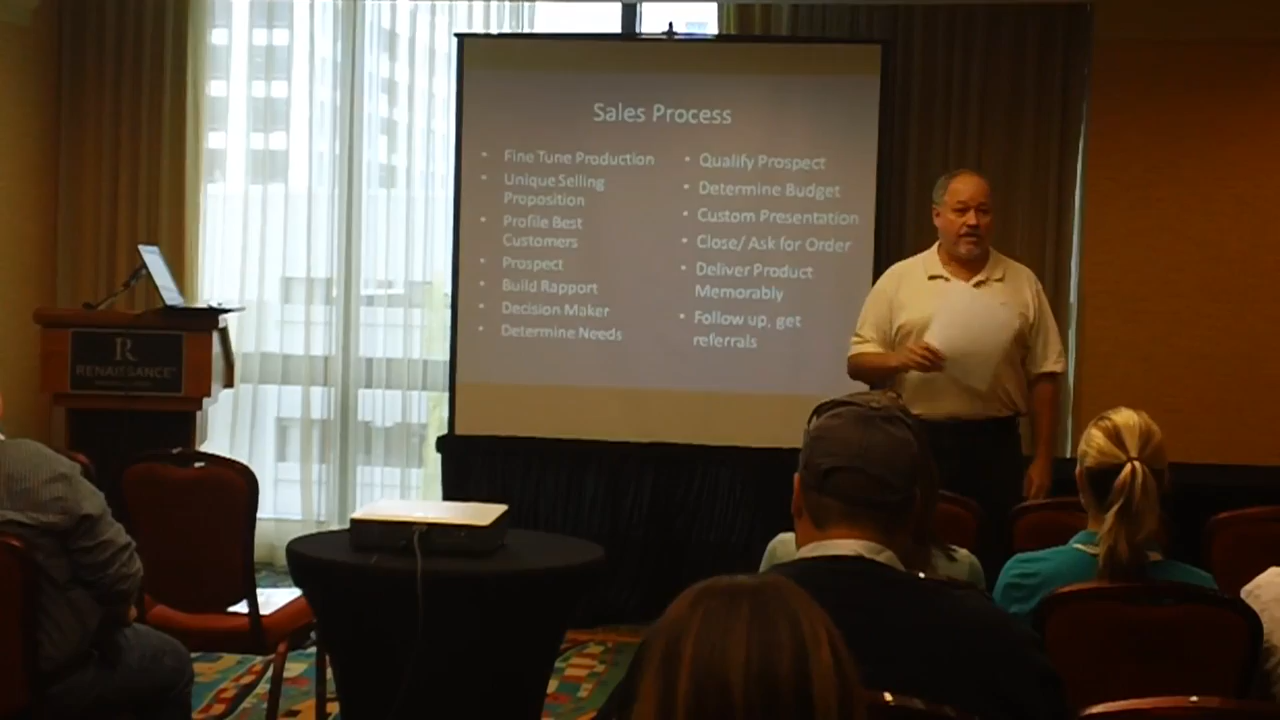 Sales Process
• Fine Tune Production
• Unique Selling
Proposition
• Profile Best
Customers
• Prospect
• Build Rapport
• Decision Maker
• Determine Needs
• Qualify Prospect
• Determine Budget
• Custom Presentation
• Close/ Ask for Order
• Deliver Product
Memorably
• Follow up, get
referrals
R
RENAISSANCE